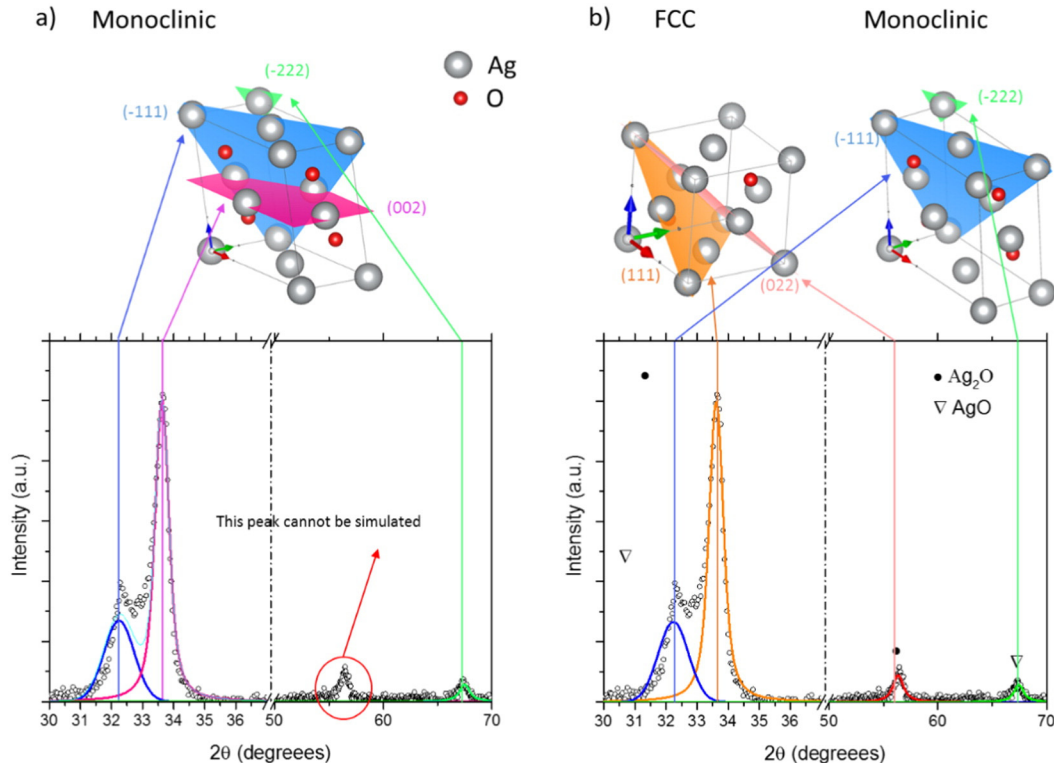 a) Monoclinic
Ag
O
(-222)
(-111)
(002)
This peak cannot be simulated
Intensity (a.u.)
30 31 32 33 34 35 36 50 60 70
2θ (degreees)
b) FCC Monoclinic
(-222)
(-111)
(111)
(022)
• Ag₂O
∇ AgO
Intensity (a.u.)
30 31 32 33 34 35 36 50 60 70
2θ (degreees)